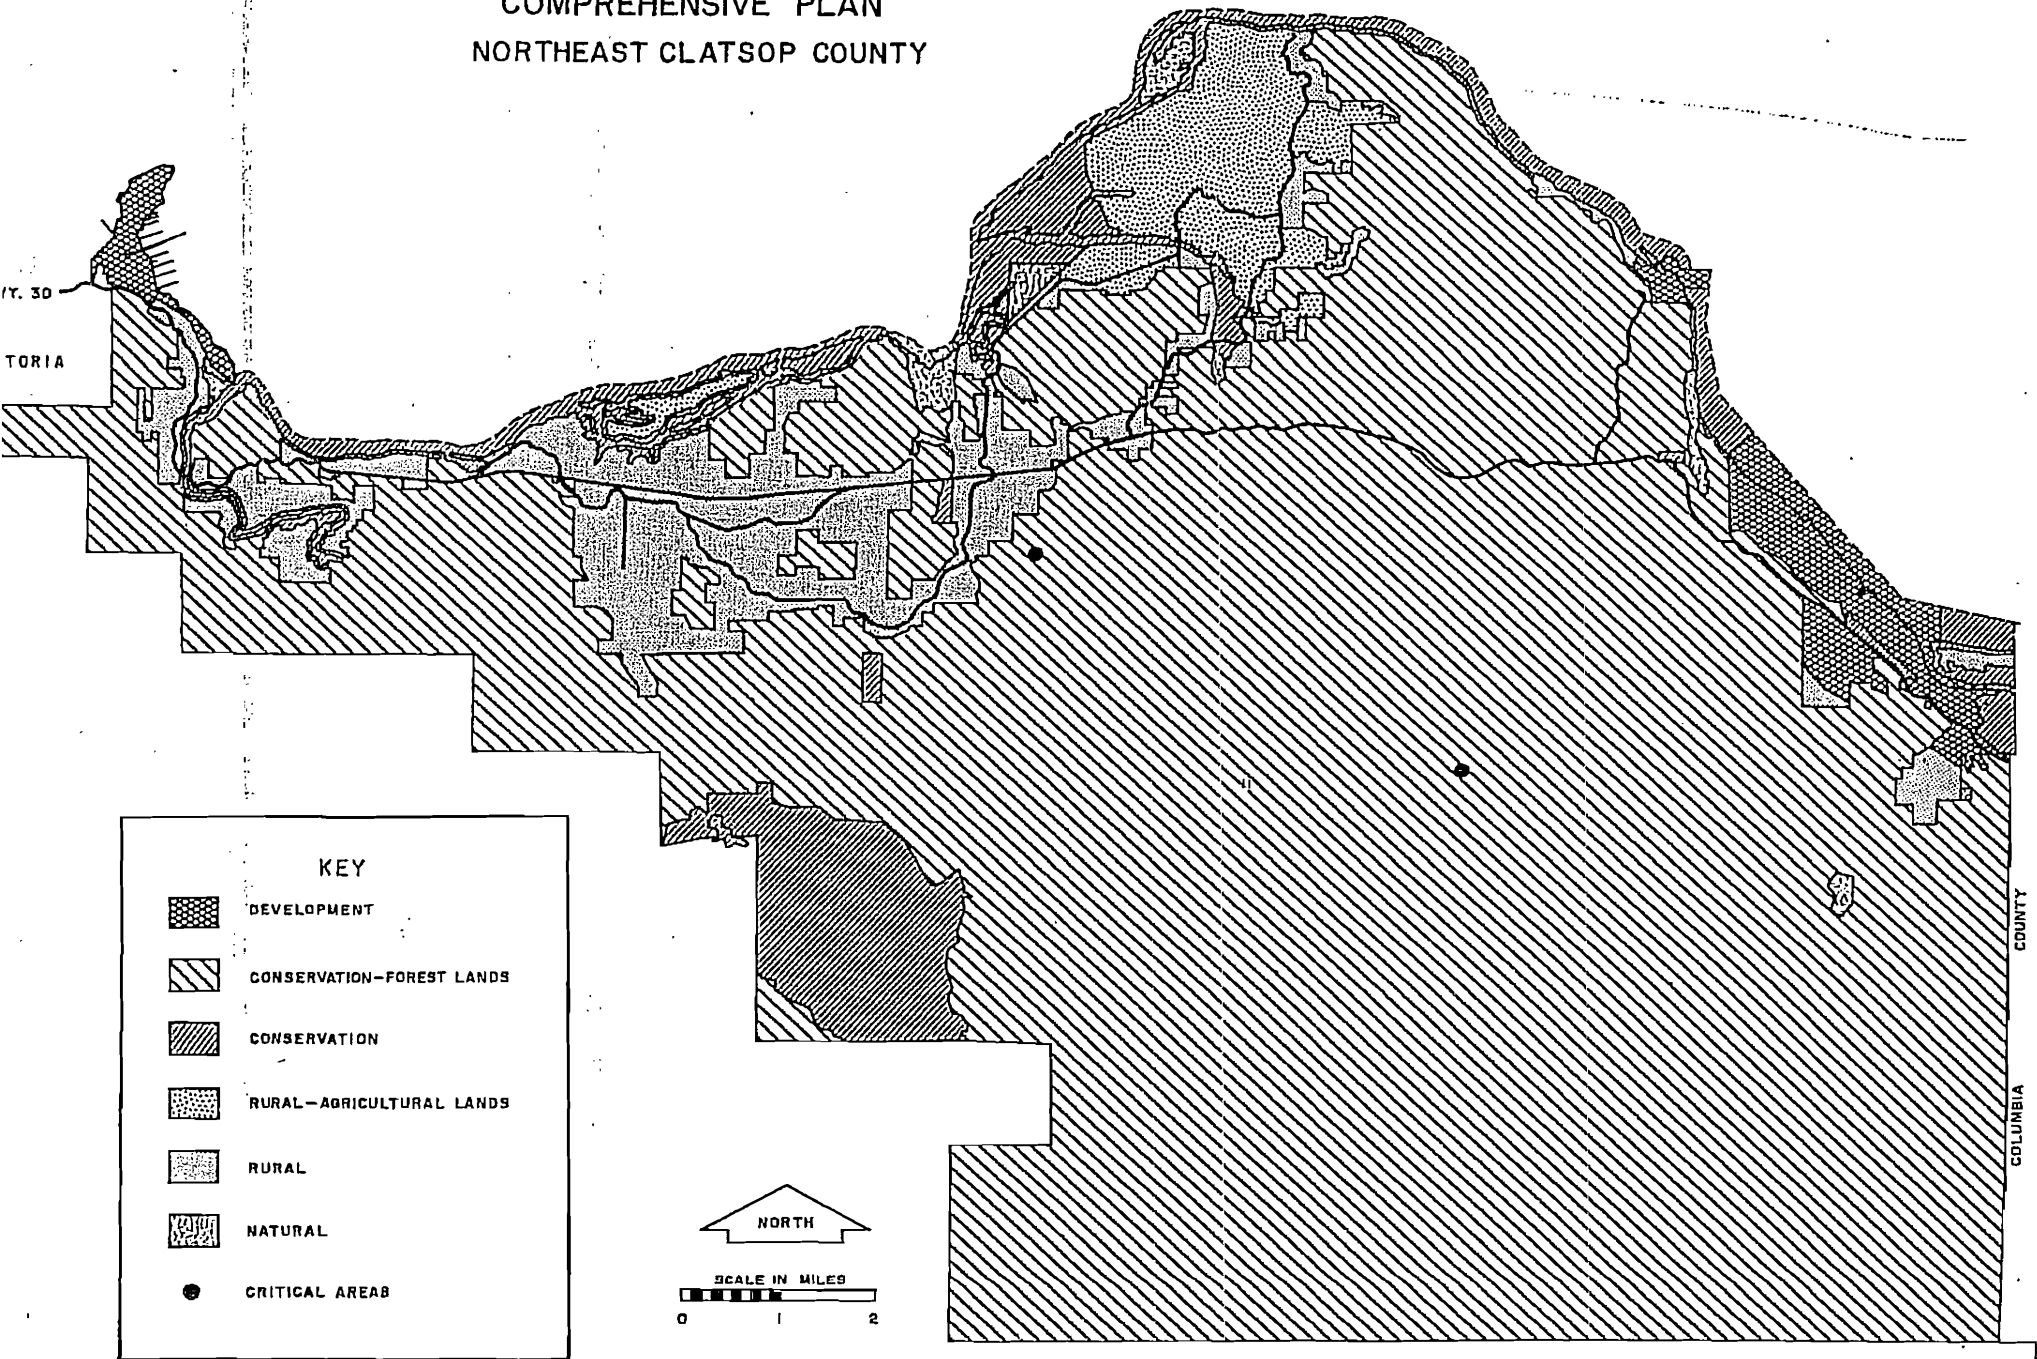 COMPREHENSIVE PLAN
NORTHEAST CLATSOP COUNTY
30
TORIA
KEY
DEVELOPMENT
CONSERVATION-FOREST LANDS
CONSERVATION
RURAL-AGRICULTURAL LANDS
RURAL
NATURAL
CRITICAL AREAS
NORTH
SCALE IN MILES
0 1 2
COLUMBIA COUNTY